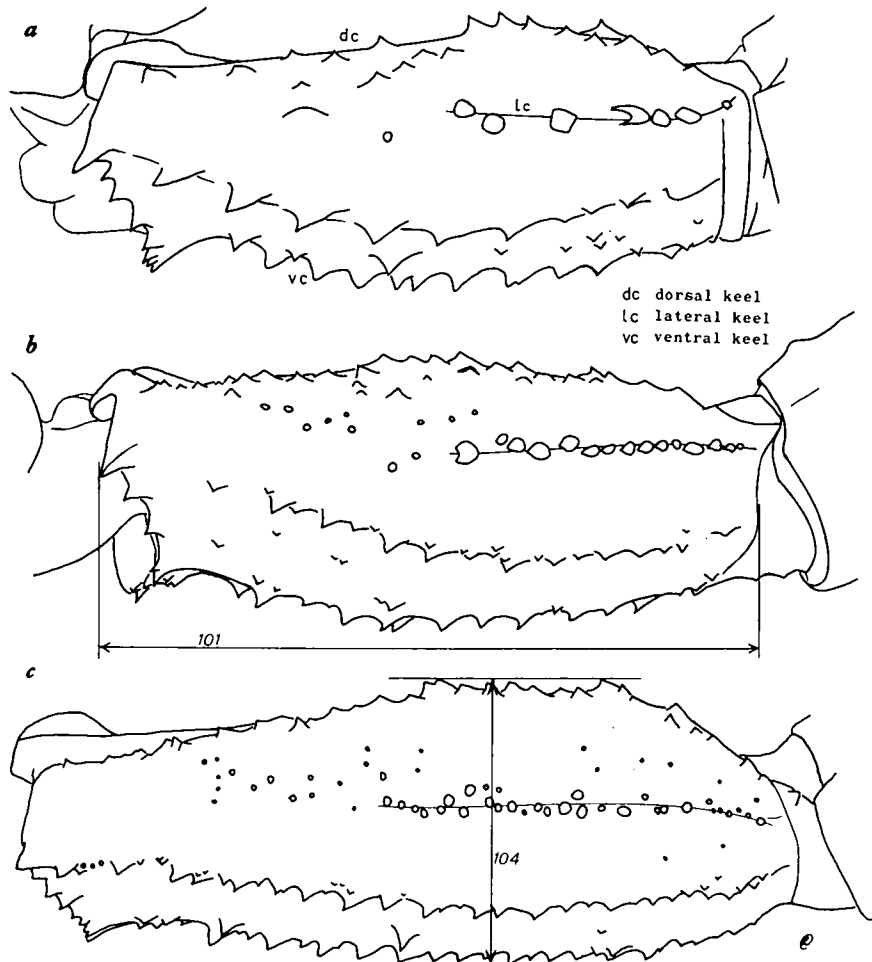 a
dc
lc
vc
dc dorsal keel
lc lateral keel
vc ventral keel
b
101
c
104
e